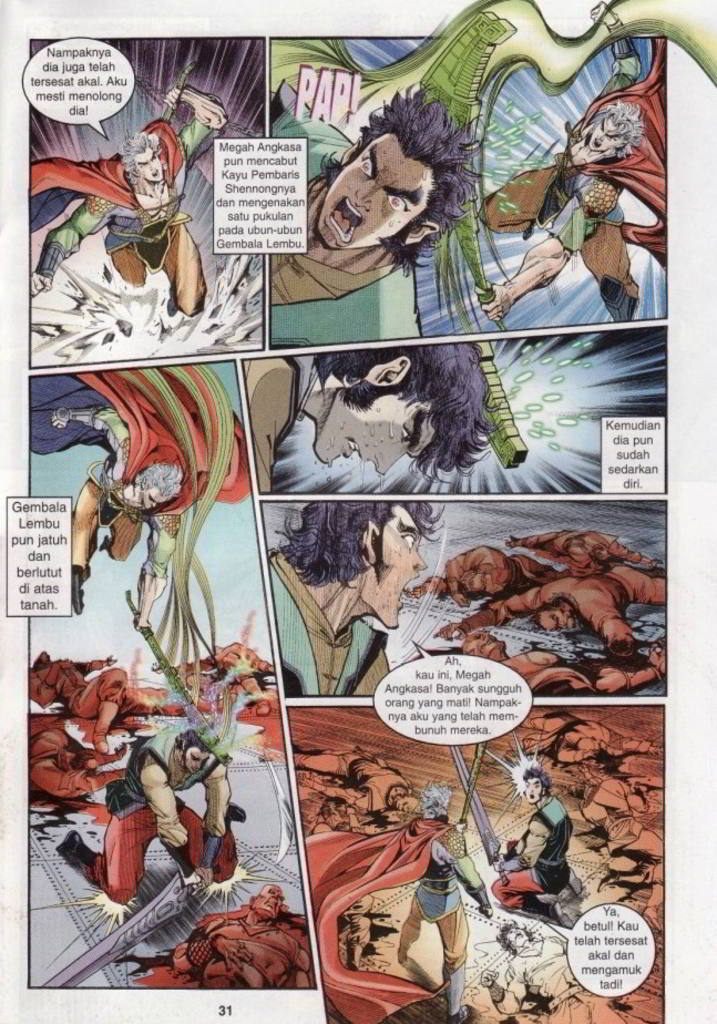 Nampaknya
dia juga telah
tersesat akal. Aku
mesti menolong
dia!
PAP!
Megah Angkasa
pun mencabut
Kayu Pembaris
Shennongnya
dan mengenakan
satu pukulan
pada ubun-ubun
Gembala Lembu.
Kemudian
dia pun
sudah
sedarkan
diri.
Gembala
Lembu
pun jatuh
dan
berlutut
di atas
tanah.
Ah,
kau ini, Megah
Angkasa! Banyak sungguh
orang yang mati! Nampak-
nya aku yang telah mem-
bunuh mereka.
Ya,
betul! Kau
telah tersesat
akal dan
mengamuk
tadi!
31